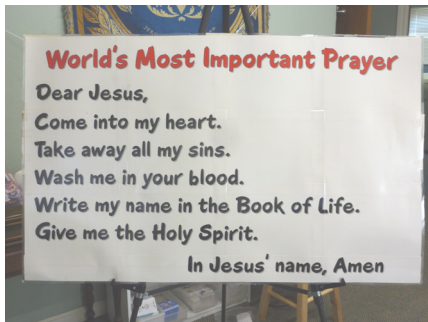 World's Most Important Prayer
Dear Jesus,
Come into my heart.
Take away all my sins.
Wash me in your blood.
Write my name in the Book of Life.
Give me the Holy Spirit.
In Jesus' name, Amen